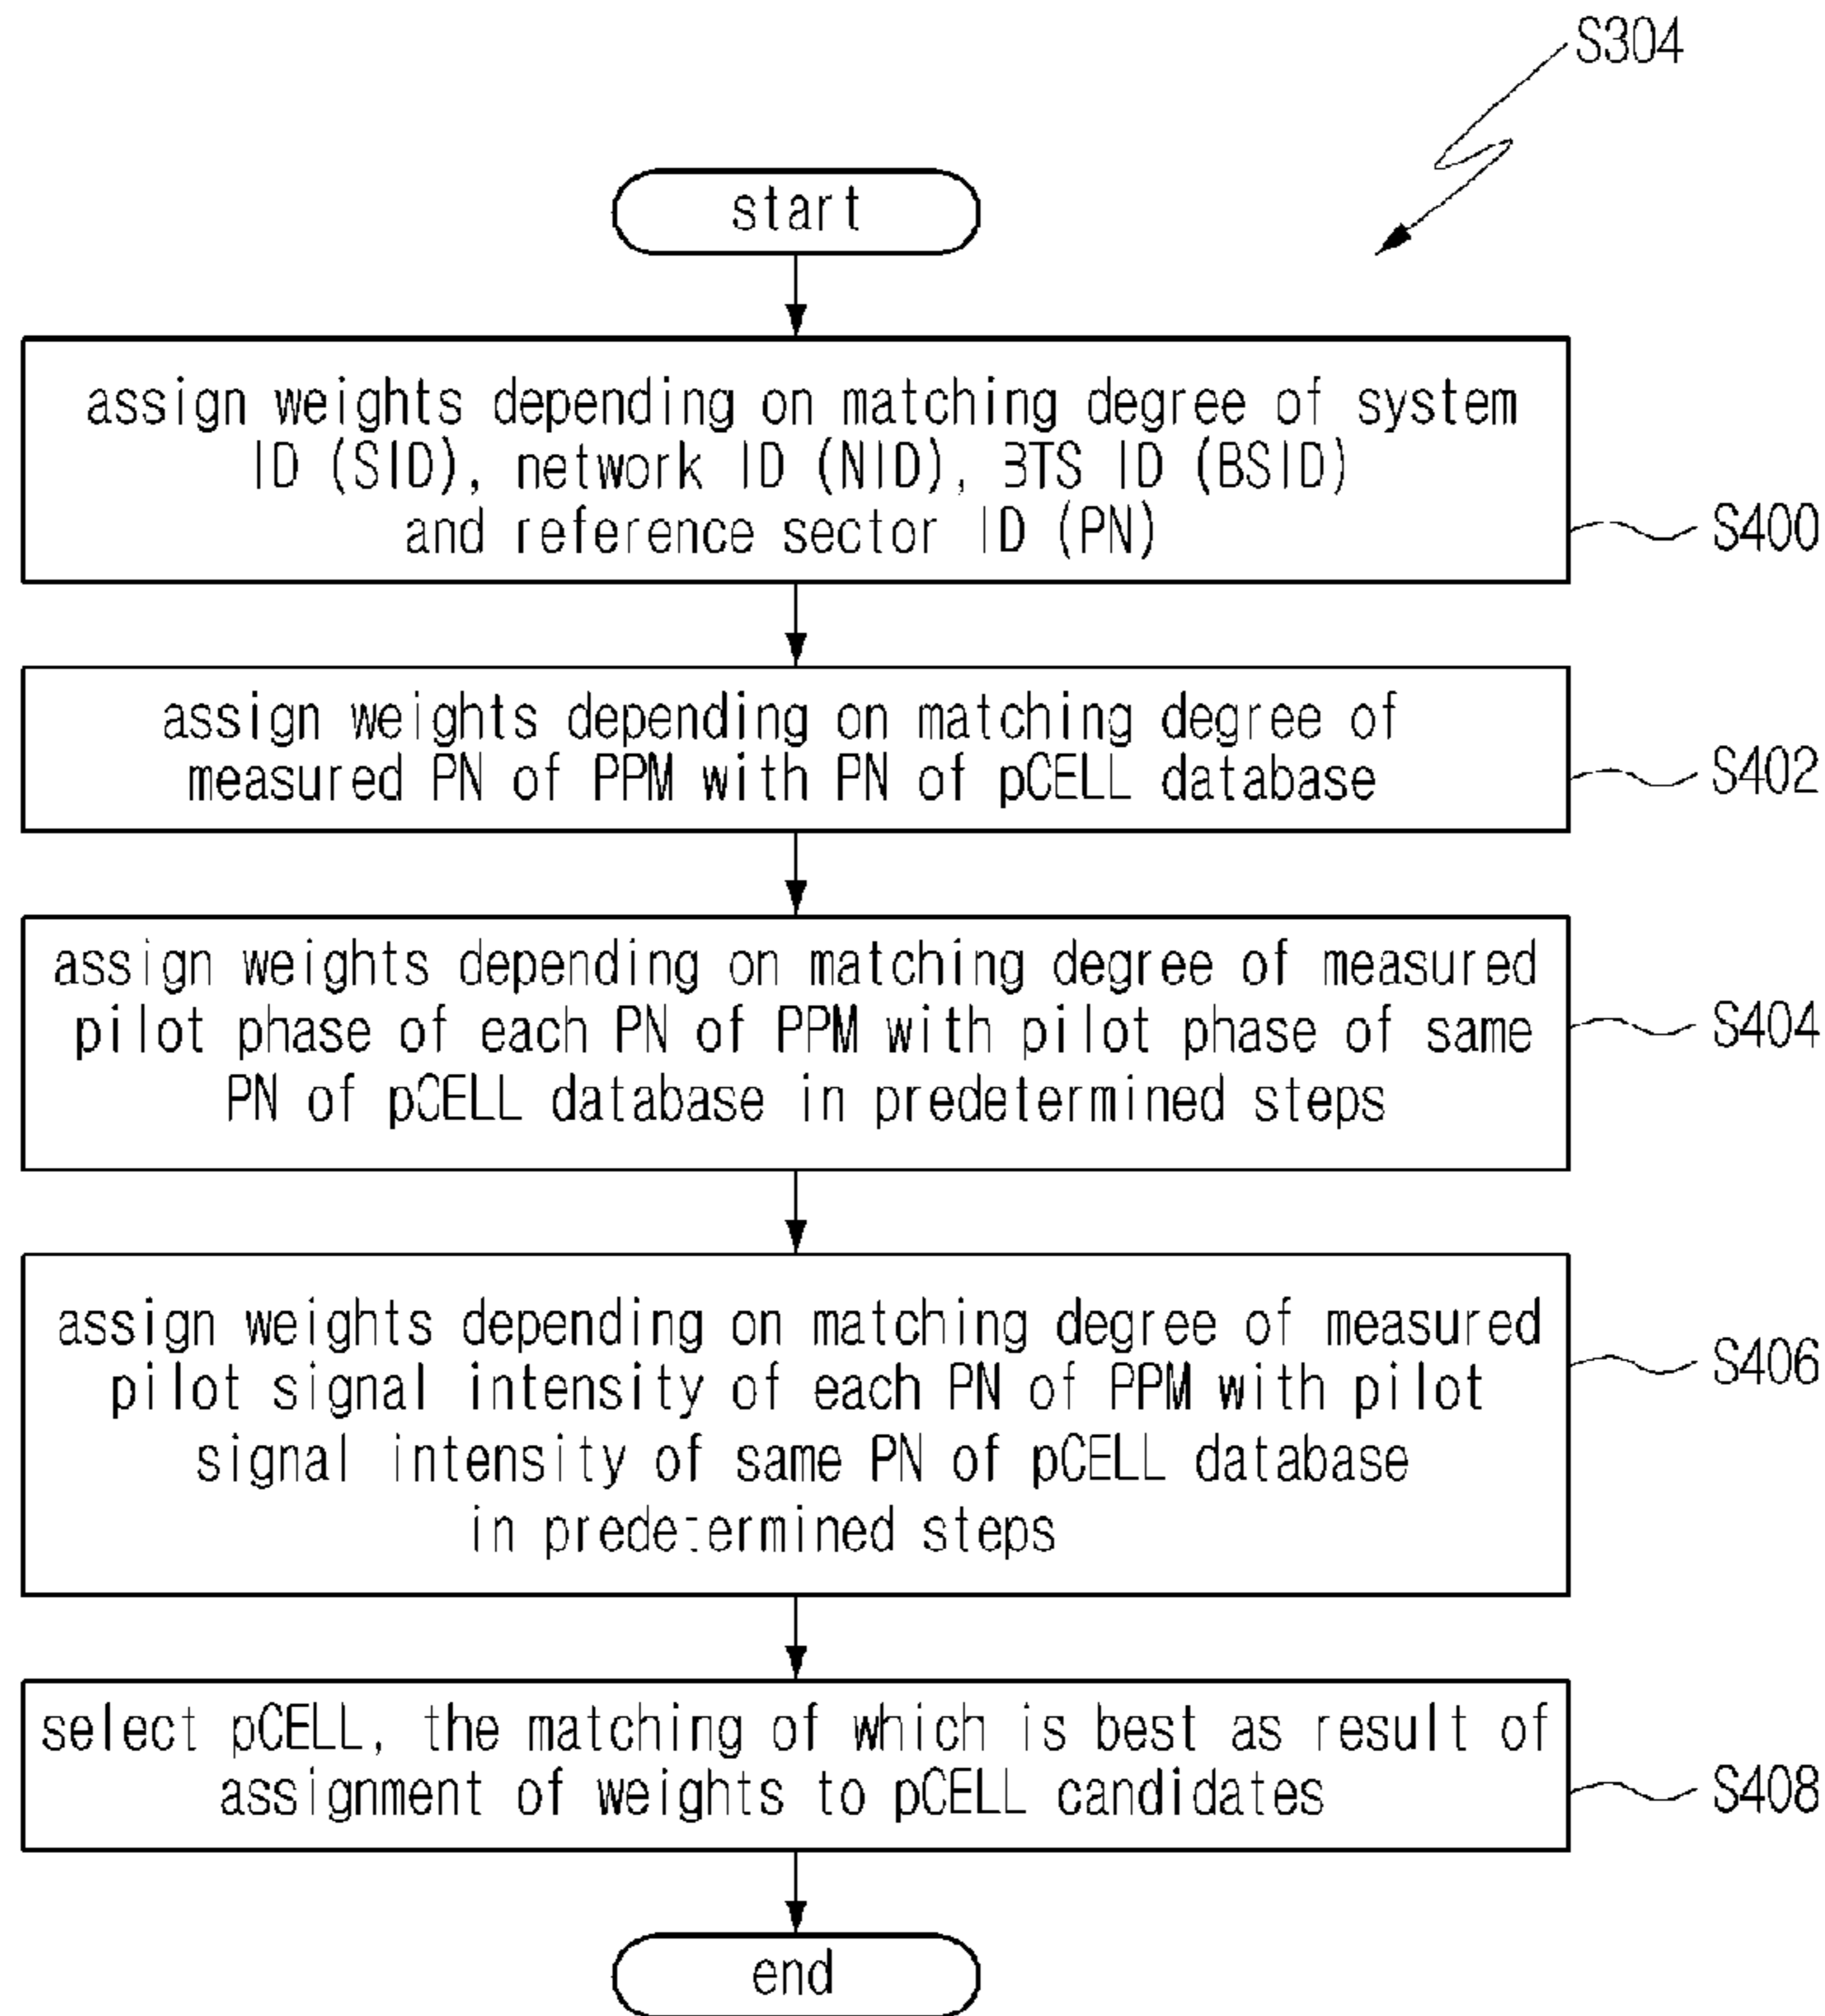 S304
start
assign weights depending on matching degree of system
ID (SID), network ID (NID), BTS ID (BSID)
and reference sector ID (PN)
S400
assign weights depending on matching degree of
measured PN of PPM with PN of pCELL database
S402
assign weights depending on matching degree of measured
pilot phase of each PN of PPM with pilot phase of same
PN of pCELL database in predetermined steps
S404
assign weights depending on matching degree of measured
pilot signal intensity of each PN of PPM with pilot
signal intensity of same PN of pCELL database
in predetermined steps
S406
select pCELL, the matching of which is best as result of
assignment of weights to pCELL candidates
S408
end